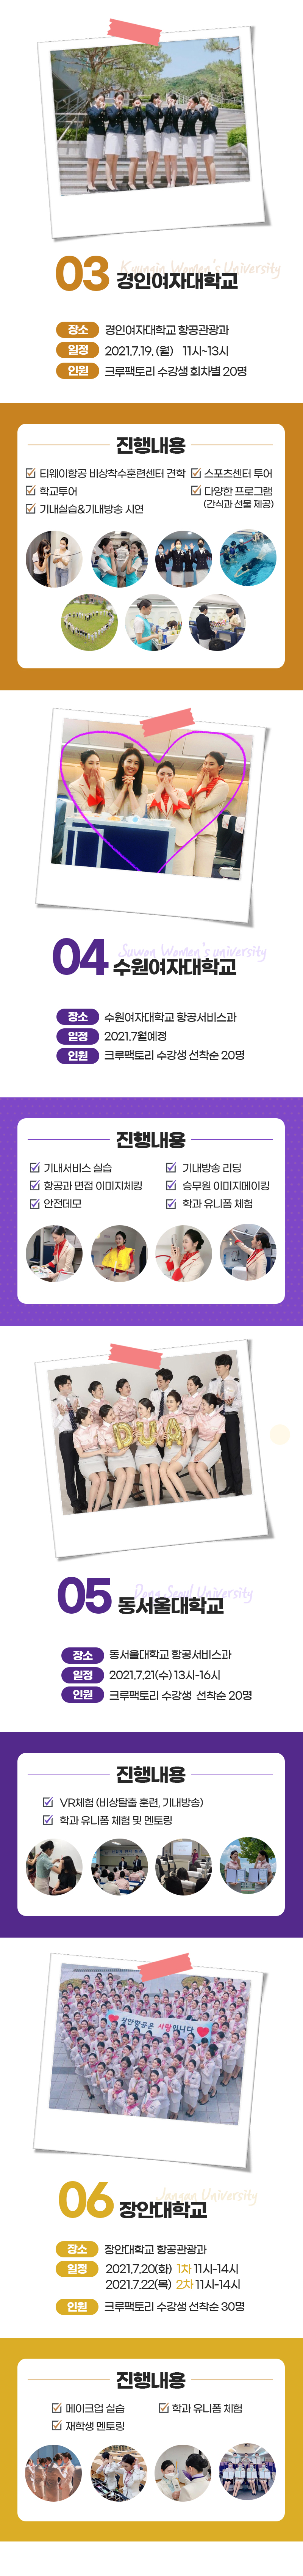 03
Kyungin Women's University
경인여자대학교
장소 경인여자대학교 항공관광과
일정 2021.7.19. (월) 11시~13시
인원 크루팩토리 수강생 회차별 20명
진행내용
티웨이항공 비상착수훈련센터 견학
스포츠센터 투어
학교투어
다양한 프로그램
(간식과 선물 제공)
기내실습&기내방송 시연
04
Suwon Women's university
수원여자대학교
장소 수원여자대학교 항공서비스과
일정 2021.7월예정
인원 크루팩토리 수강생 선착순 20명
진행내용
기내서비스 실습
기내방송 리딩
항공과 면접 이미지체킹
승무원 이미지메이킹
안전데모
학과 유니폼 체험
DUA
05
Dong Seoul University
동서울대학교
장소 동서울대학교 항공서비스과
일정 2021.7.21(수) 13시-16시
인원 크루팩토리 수강생 선착순 20명
진행내용
VR체험 (비상탈출 훈련, 기내방송)
학과 유니폼 체험 및 멘토링
장안항공은 사랑입니다
06
Jangan University
장안대학교
장소 장안대학교 항공관광과
일정 2021.7.20(화) 1차 11시-14시
2021.7.22(목) 2차 11시-14시
인원 크루팩토리 수강생 선착순 30명
진행내용
메이크업 실습
학과 유니폼 체험
재학생 멘토링